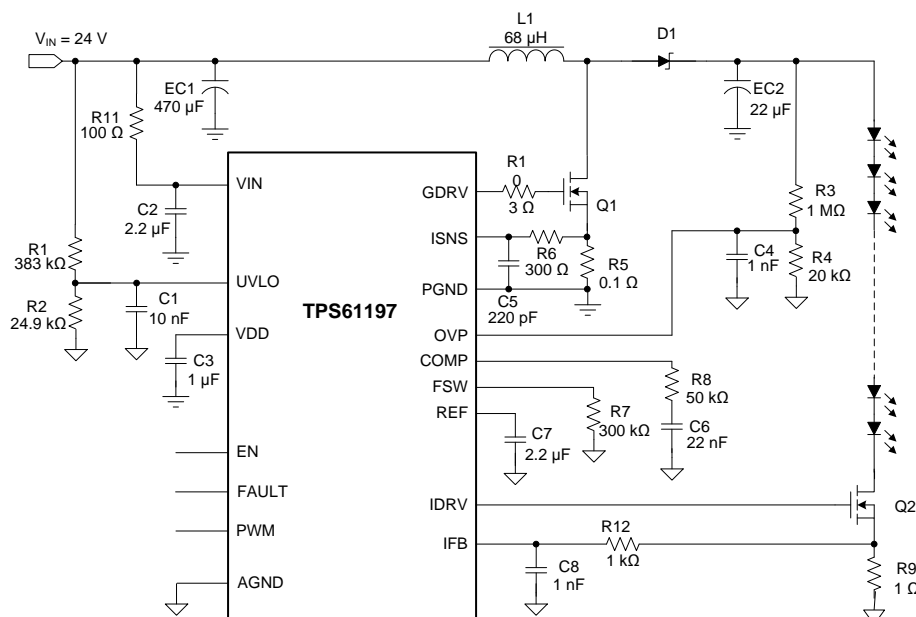 L1
68 µH
D1
V_IN = 24 V
EC1
470 µF
EC2
22 µF
R11
100 Ω
VIN
GDRV
R1
0
3 Ω
Q1
R3
1 MΩ
C2
2.2 µF
ISNS
R6
300 Ω
R5
0.1 Ω
C4
1 nF
R4
20 kΩ
R1
383 kΩ
UVLO
PGND
C5
220 pF
R2
24.9 kΩ
C1
10 nF
TPS61197
VDD
OVP
C3
1 µF
COMP
FSW
REF
R8
50 kΩ
R7
300 kΩ
C6
22 nF
C7
2.2 µF
EN
FAULT
IDRV
Q2
PWM
R12
1 kΩ
IFB
AGND
C8
1 nF
R9
1 Ω